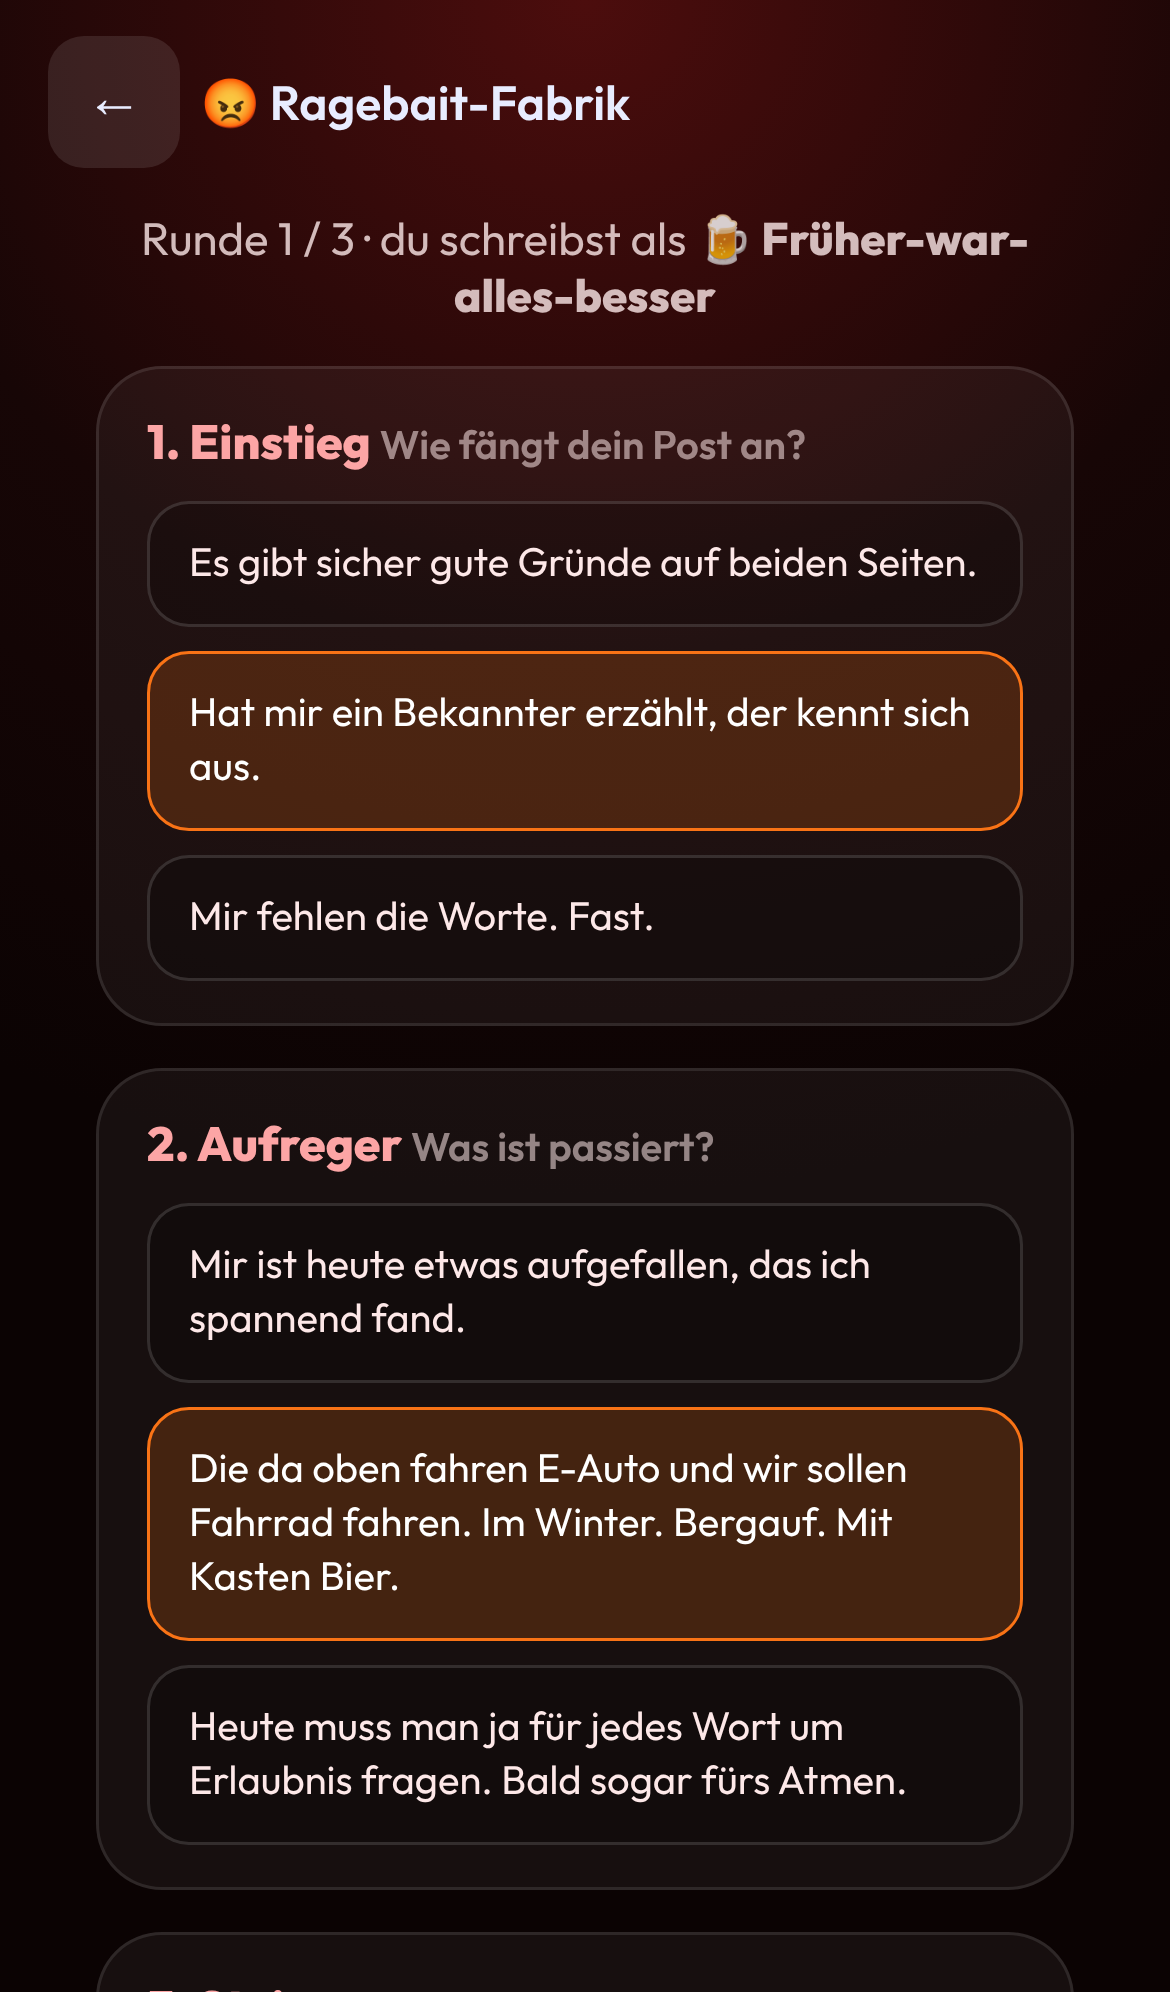 ←
😡 Ragebait-Fabrik
Runde 1 / 3 · du schreibst als 🍺 Früher-war-
alles-besser
1. Einstieg Wie fängt dein Post an?
Es gibt sicher gute Gründe auf beiden Seiten.
Hat mir ein Bekannter erzählt, der kennt sich
aus.
Mir fehlen die Worte. Fast.
2. Aufreger Was ist passiert?
Mir ist heute etwas aufgefallen, das ich
spannend fand.
Die da oben fahren E-Auto und wir sollen
Fahrrad fahren. Im Winter. Bergauf. Mit
Kasten Bier.
Heute muss man ja für jedes Wort um
Erlaubnis fragen. Bald sogar fürs Atmen.